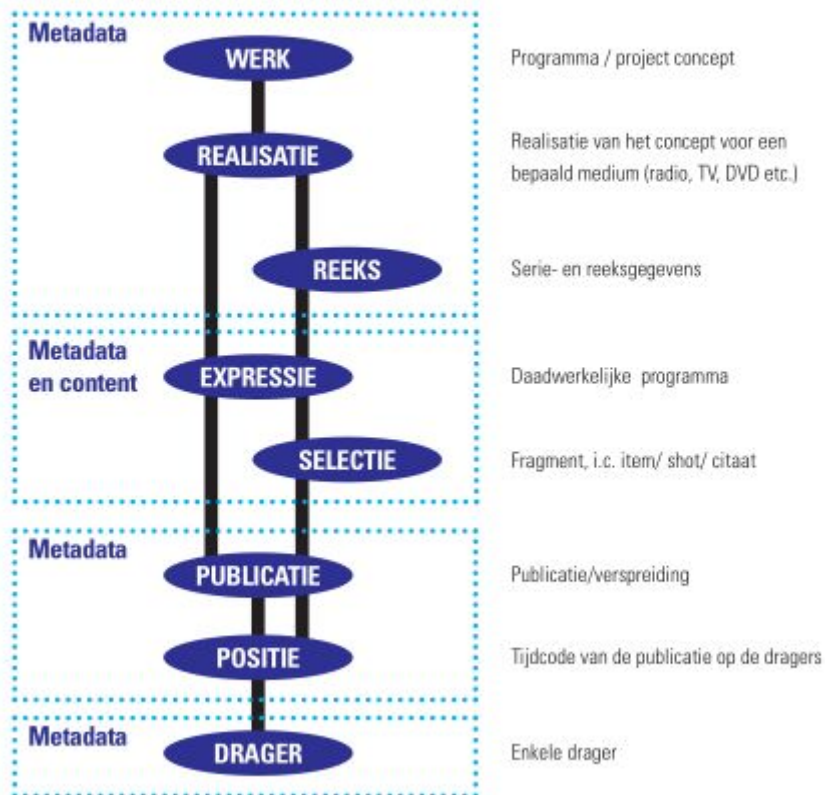 Metadata
WERK
Programma / project concept
REALISATIE
Realisatie van het concept voor een
bepaald medium (radio, TV, DVD etc.)
REEKS
Serie- en reeksgegevens
Metadata
en content
EXPRESSIE
Daadwerkelijke programma
SELECTIE
Fragment, i.c. item/ shot/ citaat
Metadata
PUBLICATIE
Publicatie/verspreiding
POSITIE
Tijdcode van de publicatie op de dragers
Metadata
DRAGER
Enkele drager